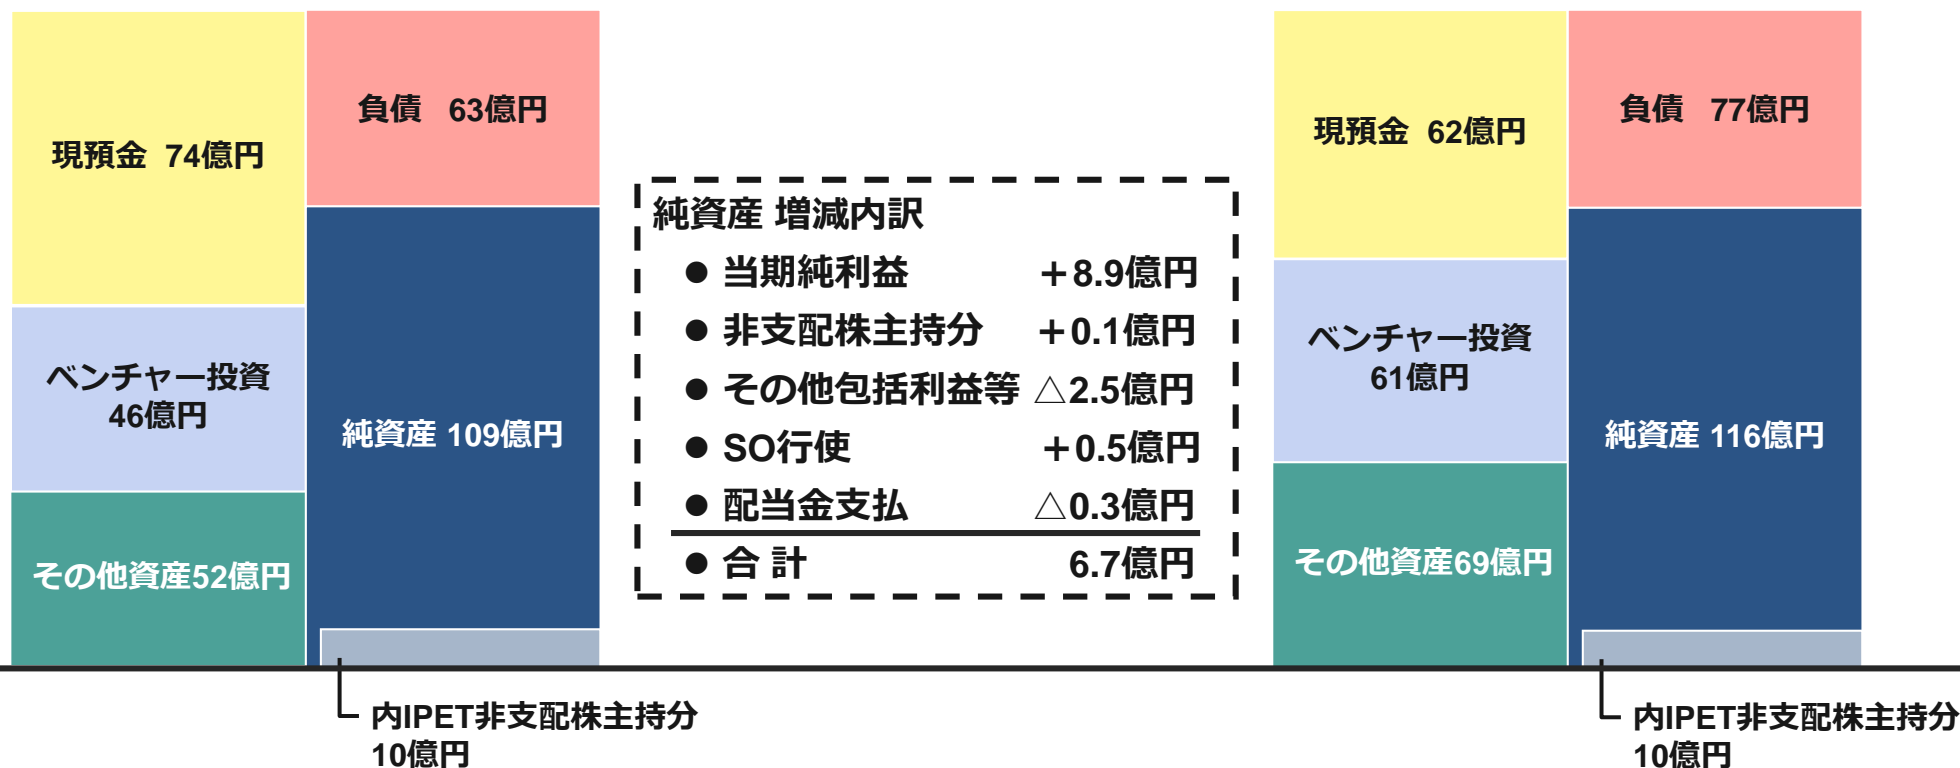 現預金 74億円
ベンチャー投資
46億円
その他資産52億円
負債 63億円
純資産 109億円
内IPET非支配株主持分
10億円
純資産 増減内訳
● 当期純利益 +8.9億円
● 非支配株主持分 +0.1億円
● その他包括利益等 △2.5億円
● SO行使 +0.5億円
● 配当金支払 △0.3億円
● 合 計 6.7億円
現預金 62億円
ベンチャー投資
61億円
その他資産69億円
負債 77億円
純資産 116億円
内IPET非支配株主持分
10億円